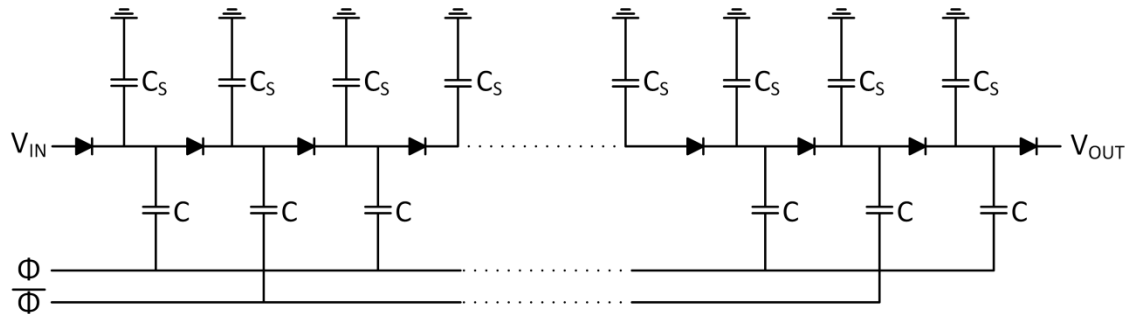 C_S C_S C_S C_S C_S C_S C_S C_S
V_IN V_OUT
C C C C C C
Φ
Φ̅